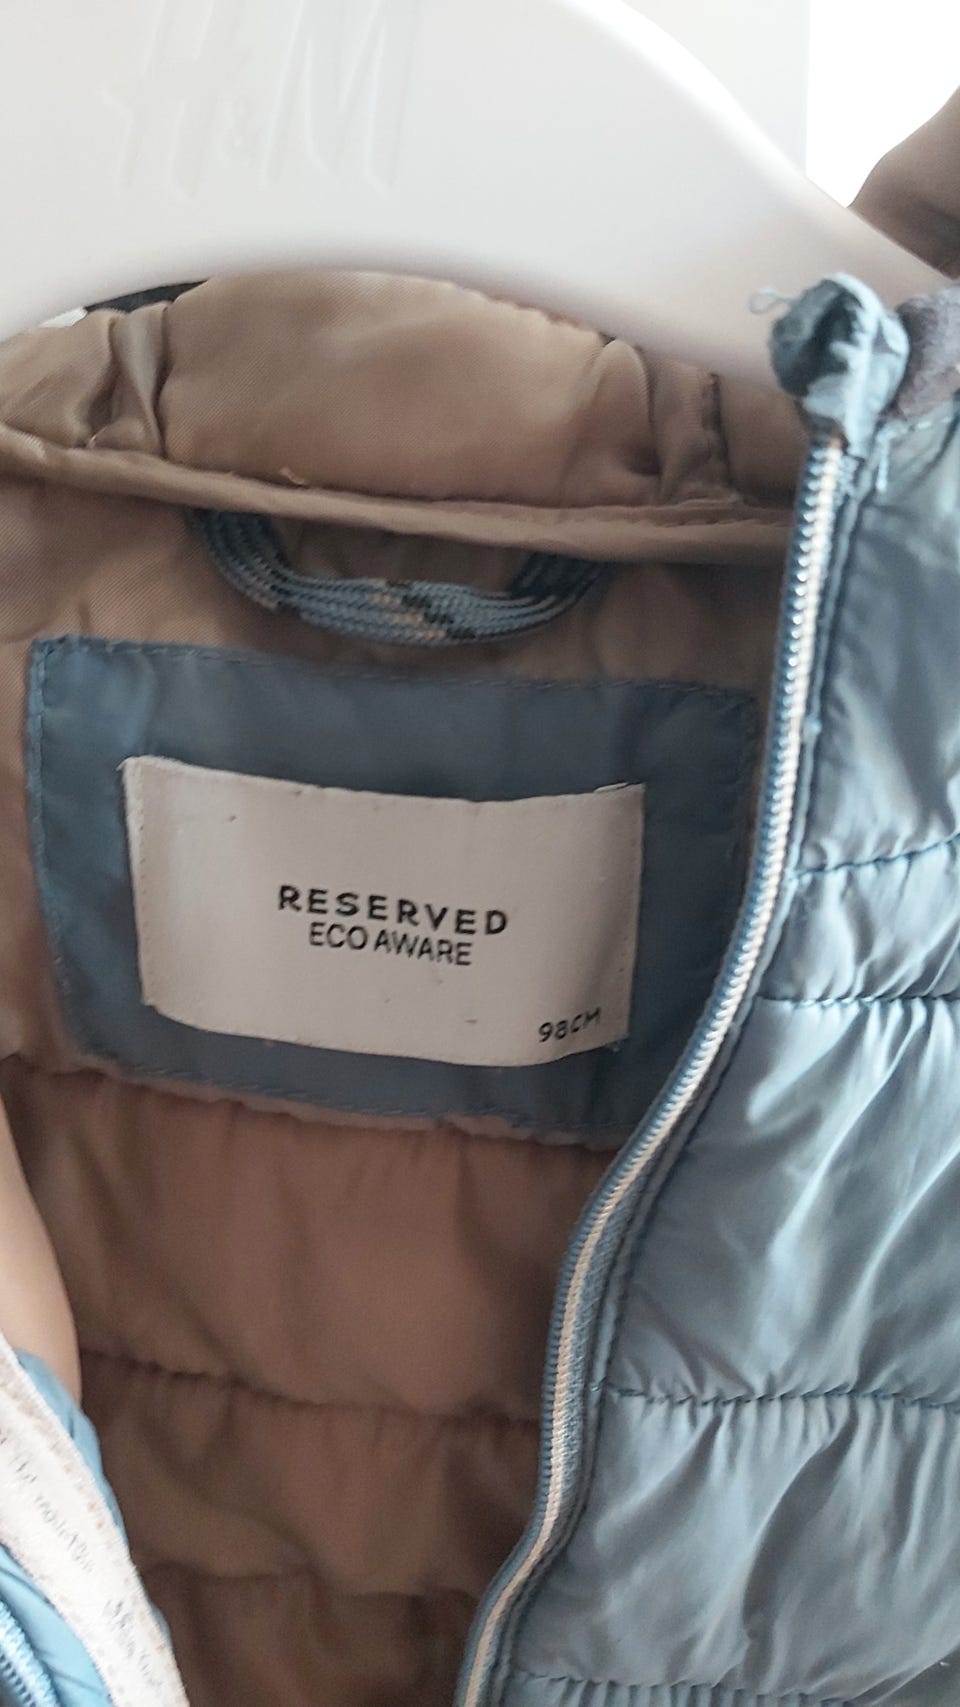 H&M
RESERVED
ECO AWARE
98CM